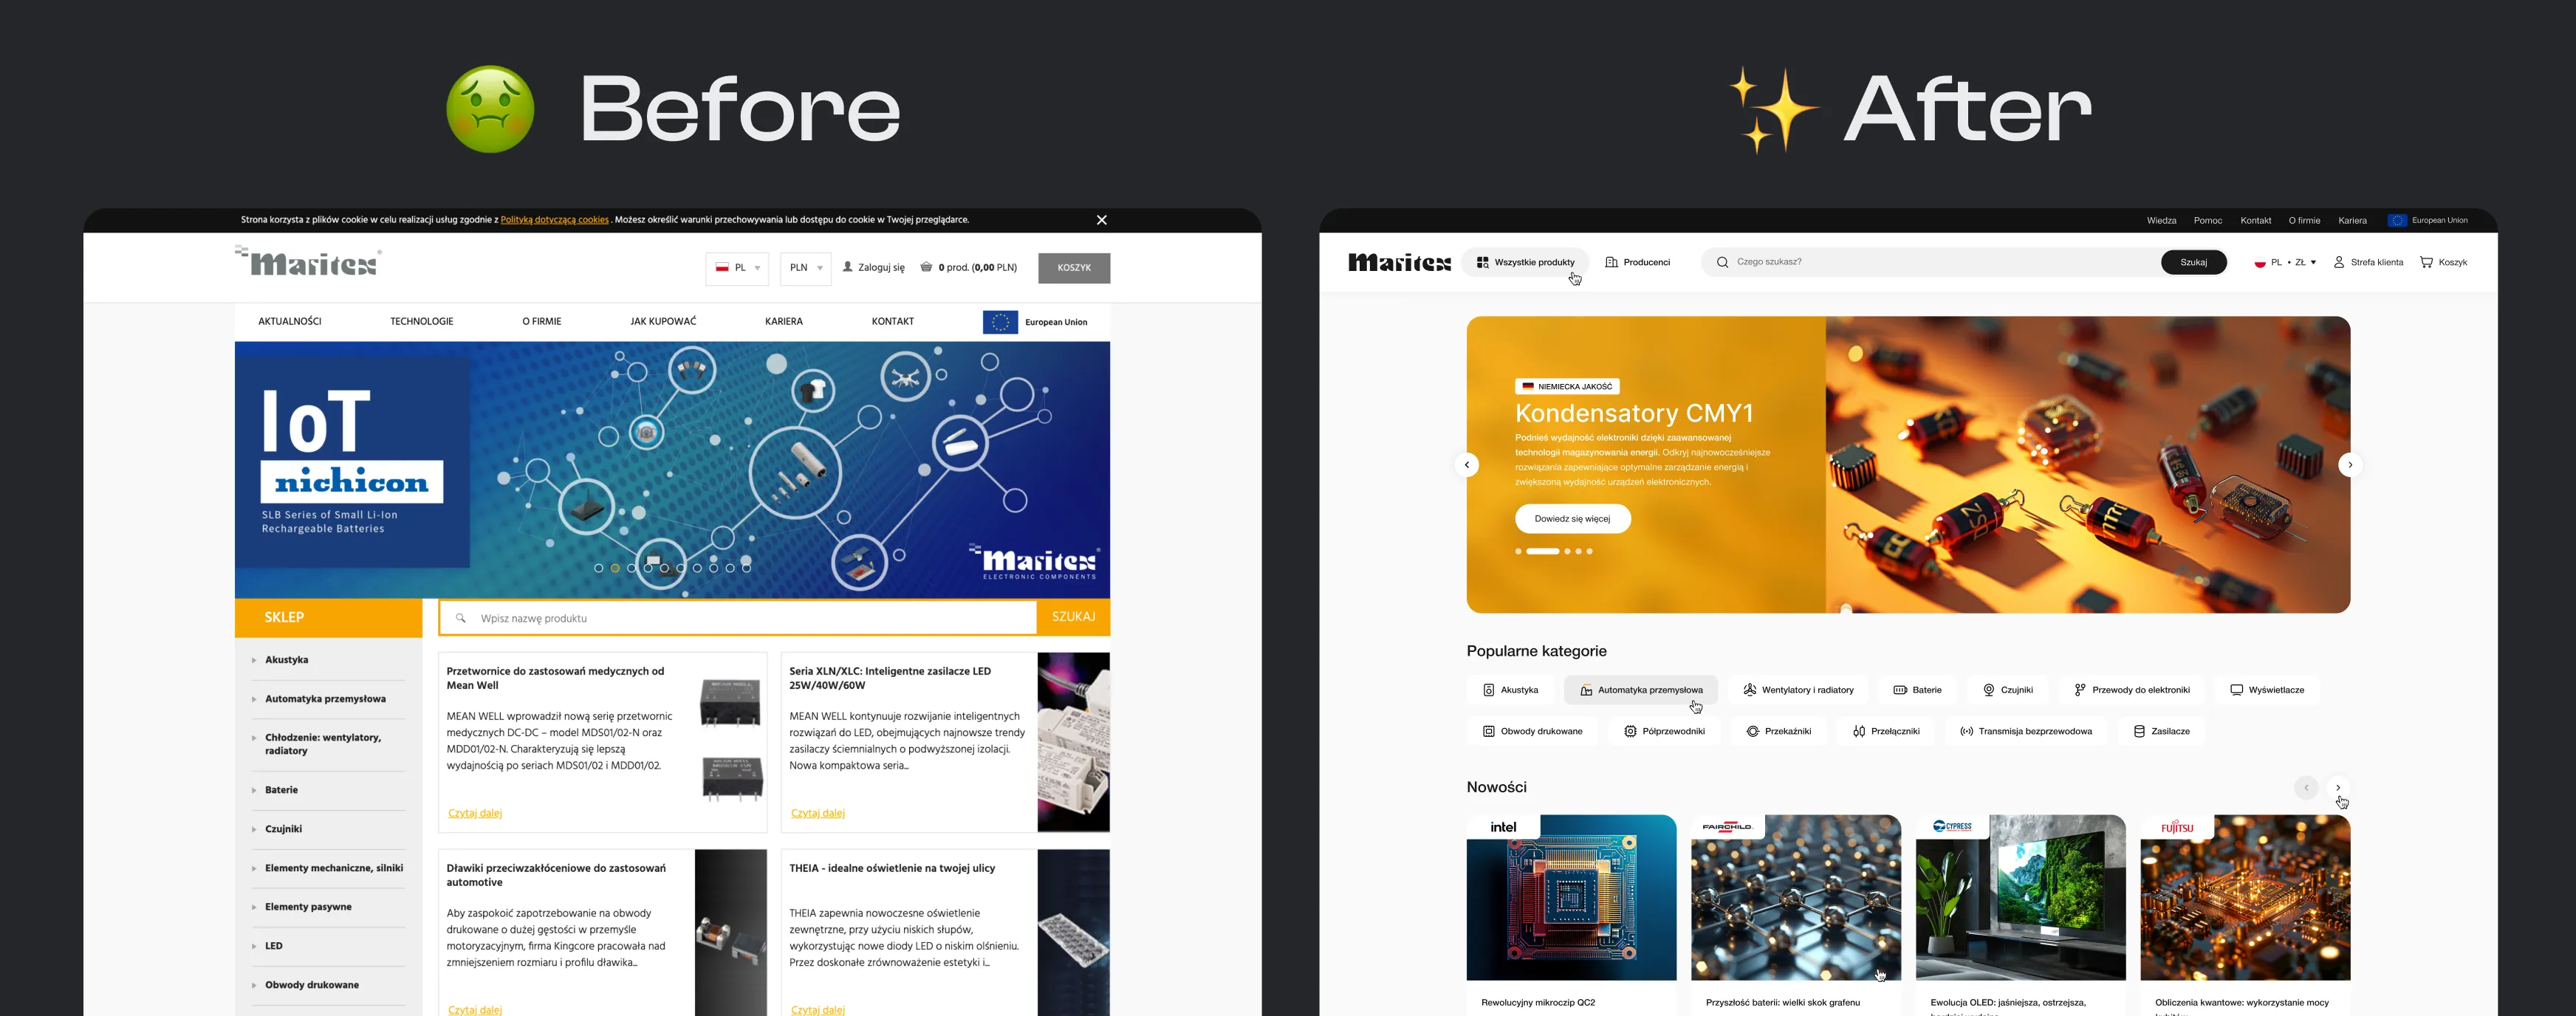 Before
After
Strona korzysta z plików cookie w celu realizacji usług zgodnie z Polityką dotyczącą cookies . Możesz określić warunki przechowywania lub dostępu do cookie w Twojej przeglądarce.
Maritex®
PL
PLN
Zaloguj się
0 prod. (0,00 PLN)
KOSZYK
AKTUALNOŚCI
TECHNOLOGIE
O FIRMIE
JAK KUPOWAĆ
KARIERA
KONTAKT
European Union
IoT
nichicon
SLB Series of Small Li-Ion
Rechargeable Batteries
Maritex®
ELECTRONIC COMPONENTS
SKLEP
Wpisz nazwę produktu
SZUKAJ
Akustyka
Automatyka przemysłowa
Chłodzenie: wentylatory,
radiatory
Baterie
Czujniki
Elementy mechaniczne, silniki
Elementy pasywne
LED
Obwody drukowane
Przetwornice do zastosowań medycznych od
Mean Well
MEAN WELL wprowadził nową serię przetwornic
medycznych DC-DC – model MDS01/02-N oraz
MDD01/02-N. Charakteryzują się lepszą
wydajnością po seriach MDS01/02 i MDD01/02.
Czytaj dalej
Seria XLN/XLC: Inteligentne zasilacze LED
25W/40W/60W
MEAN WELL kontynuuje rozwijanie inteligentnych
rozwiązań do LED, obejmujących najnowsze trendy
zasilaczy ściemnialnych o podwyższonej izolacji.
Nowa kompaktowa seria...
Czytaj dalej
Dławiki przeciwzakłóceniowe do zastosowań
automotive
Aby zaspokoić zapotrzebowanie na obwody
drukowane o dużej gęstości w przemyśle
motoryzacyjnym, firma Kingcore pracowała nad
zmniejszeniem rozmiaru i profilu dławika...
Czytaj dalej
THEIA - idealne oświetlenie na twojej ulicy
THEIA zapewnia nowoczesne oświetlenie
zewnętrzne, przy użyciu niskich słupów,
wykorzystując nowe diody LED o niskim olśnieniu.
Przez doskonałe zrównoważenie estetyki i...
Czytaj dalej
Wiedza
Pomoc
Kontakt
O firmie
Kariera
European Union
Maritex
Wszystkie produkty
Producenci
Czego szukasz?
Szukaj
PL • ZŁ
Strefa klienta
Koszyk
NIEMIECKA JAKOŚĆ
Kondensatory CMY1
Podnieś wydajność elektroniki dzięki zaawansowanej
technologii magazynowania energii. Odkryj najnowocześniejsze
rozwiązania zapewniające optymalne zarządzanie energią i
zwiększoną wydajność urządzeń elektronicznych.
Dowiedz się więcej
Popularne kategorie
Akustyka
Automatyka przemysłowa
Wentylatory i radiatory
Baterie
Czujniki
Przewody do elektroniki
Wyświetlacze
Obwody drukowane
Półprzewodniki
Przekaźniki
Przełączniki
Transmisja bezprzewodowa
Zasilacze
Nowości
intel
FAIRCHILD
CYPRESS
FUJITSU
Rewolucyjny mikroczip QC2
Przyszłość baterii: wielki skok grafenu
Ewolucja OLED: jaśniejsza, ostrzejsza,
Obliczenia kwantowe: wykorzystanie mocy